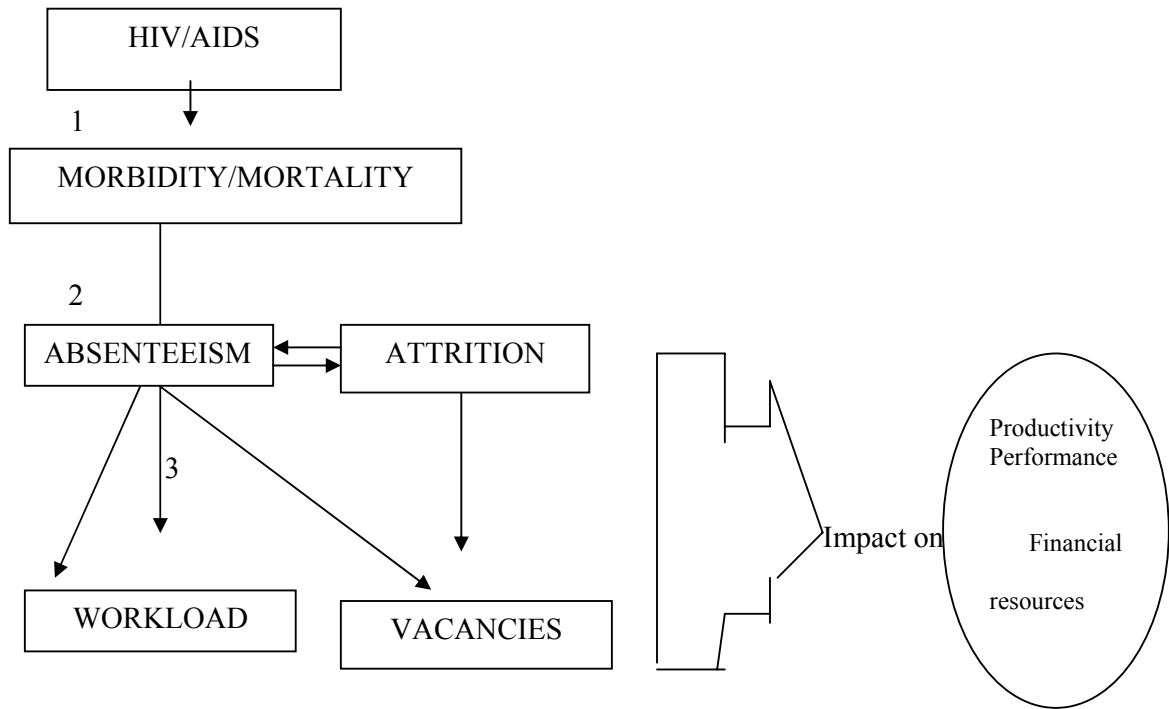 HIV/AIDS
1
MORBIDITY/MORTALITY
2
ABSENTEEISM
ATTRITION
3
WORKLOAD
VACANCIES
Impact on
Productivity
Performance
Financial
resources